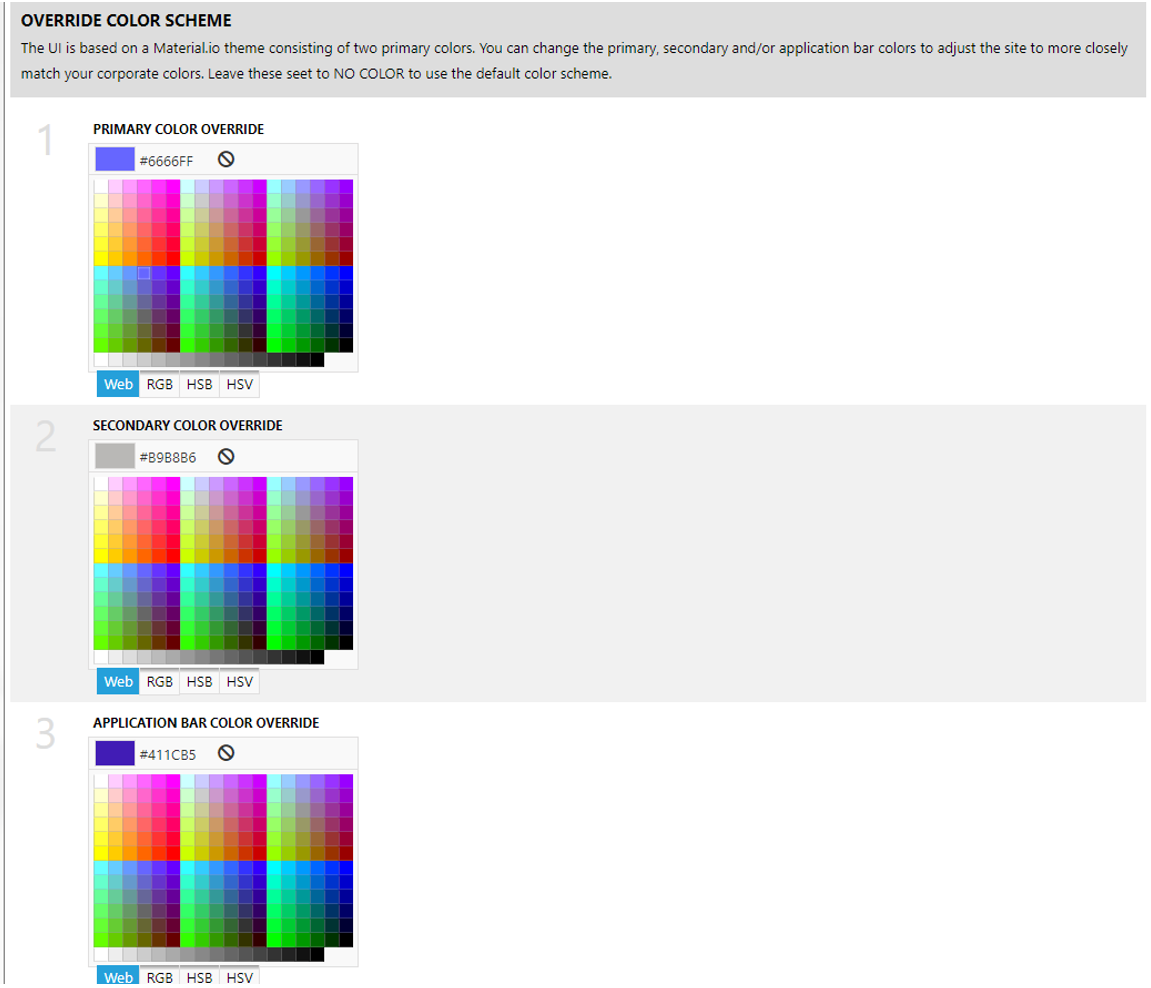 OVERRIDE COLOR SCHEME
The UI is based on a Material.io theme consisting of two primary colors. You can change the primary, secondary and/or application bar colors to adjust the site to more closely
match your corporate colors. Leave these seet to NO COLOR to use the default color scheme.
1
PRIMARY COLOR OVERRIDE
#6666FF
Web RGB HSB HSV
2
SECONDARY COLOR OVERRIDE
#B9B8B6
Web RGB HSB HSV
3
APPLICATION BAR COLOR OVERRIDE
#411CB5
Web RGB HSB HSV